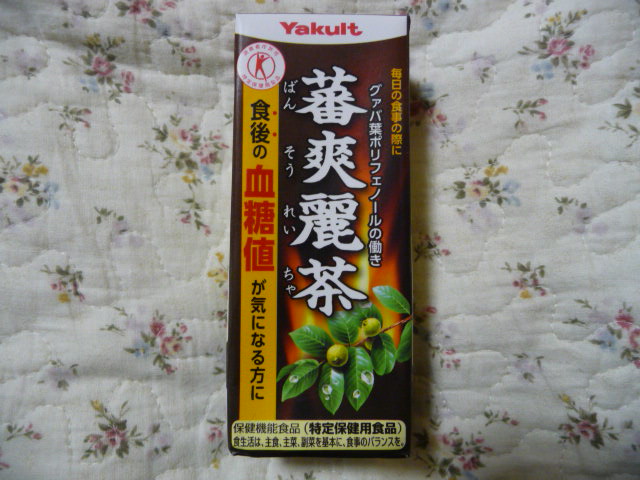 Yakult
毎日の食事の際に
グァバ葉ポリフェノールの働き
蕃爽麗茶
ばんそうれいちゃ
食後の血糖値が気になる方に
保健機能食品（特定保健用食品）
食生活は、主食、主菜、副菜を基本に、食事のバランスを。